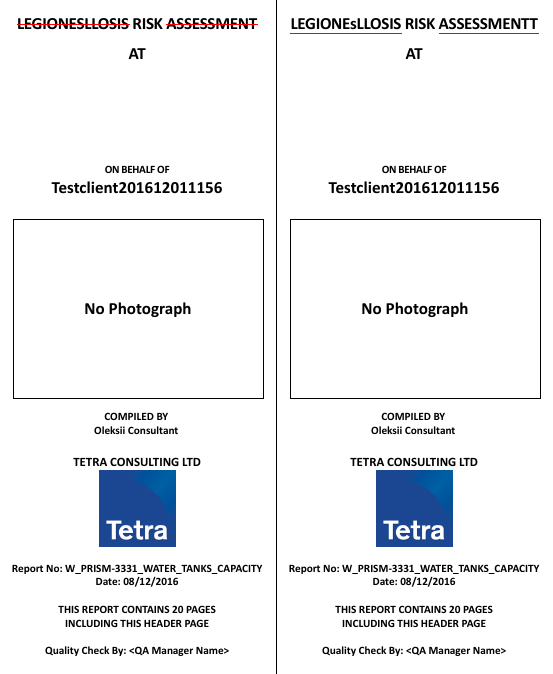 LEGIONEsLLOSIS RISK ASSESSMENT
AT
ON BEHALF OF
Testclient201612011156
No Photograph
COMPILED BY
Oleksii Consultant
TETRA CONSULTING LTD
Tetra
Report No: W_PRISM-3331_WATER_TANKS_CAPACITY
Date: 08/12/2016
THIS REPORT CONTAINS 20 PAGES
INCLUDING THIS HEADER PAGE
Quality Check By: <QA Manager Name>
LEGIONEsLLOSIS RISK ASSESSMENTT
AT
ON BEHALF OF
Testclient201612011156
No Photograph
COMPILED BY
Oleksii Consultant
TETRA CONSULTING LTD
Tetra
Report No: W_PRISM-3331_WATER_TANKS_CAPACITY
Date: 08/12/2016
THIS REPORT CONTAINS 20 PAGES
INCLUDING THIS HEADER PAGE
Quality Check By: <QA Manager Name>